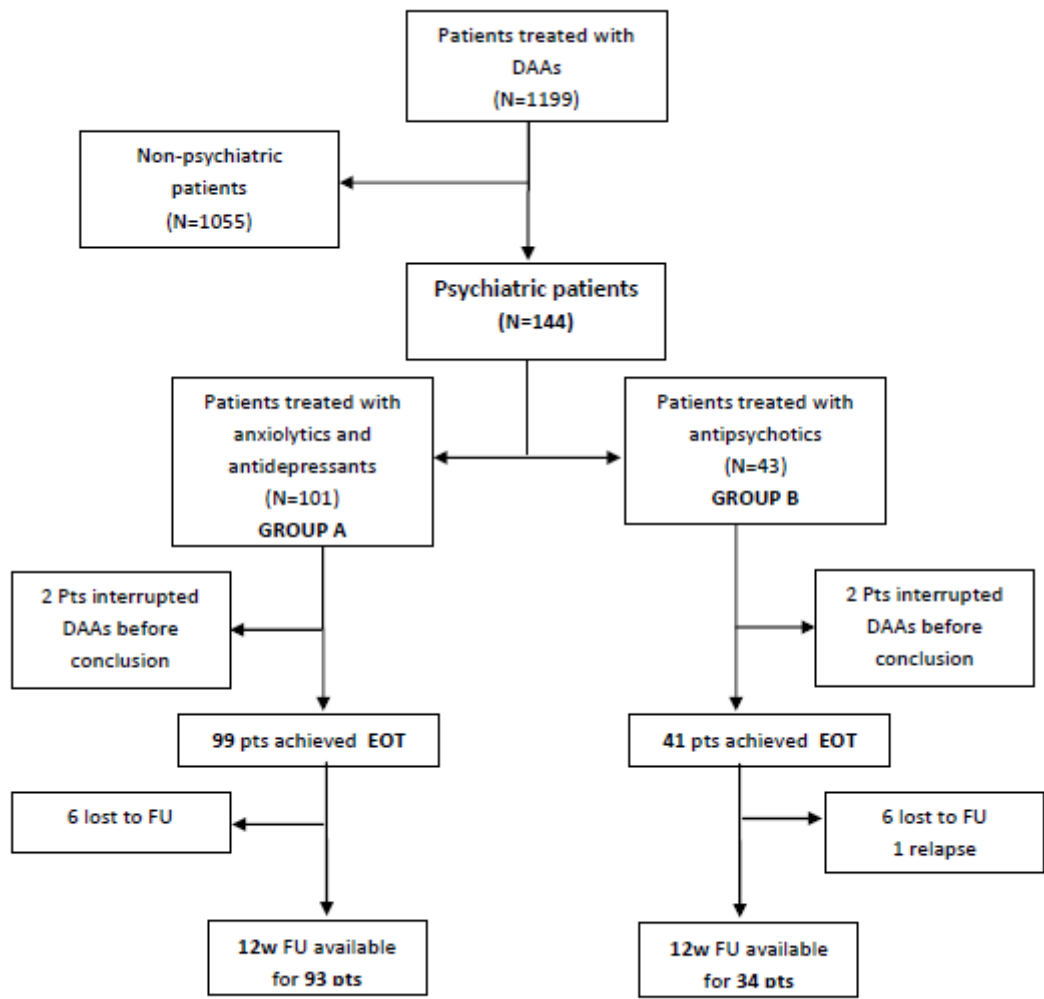 Patients treated with
DAAs
(N=1199)
Non-psychiatric
patients
(N=1055)
Psychiatric patients
(N=144)
Patients treated with
anxiolytics and
antidepressants
(N=101)
GROUP A
Patients treated with
antipsychotics
(N=43)
GROUP B
2 Pts interrupted
DAAs before
conclusion
2 Pts interrupted
DAAs before
conclusion
99 pts achieved EOT
41 pts achieved EOT
6 lost to FU
6 lost to FU
1 relapse
12w FU available
for 93 pts
12w FU available
for 34 pts